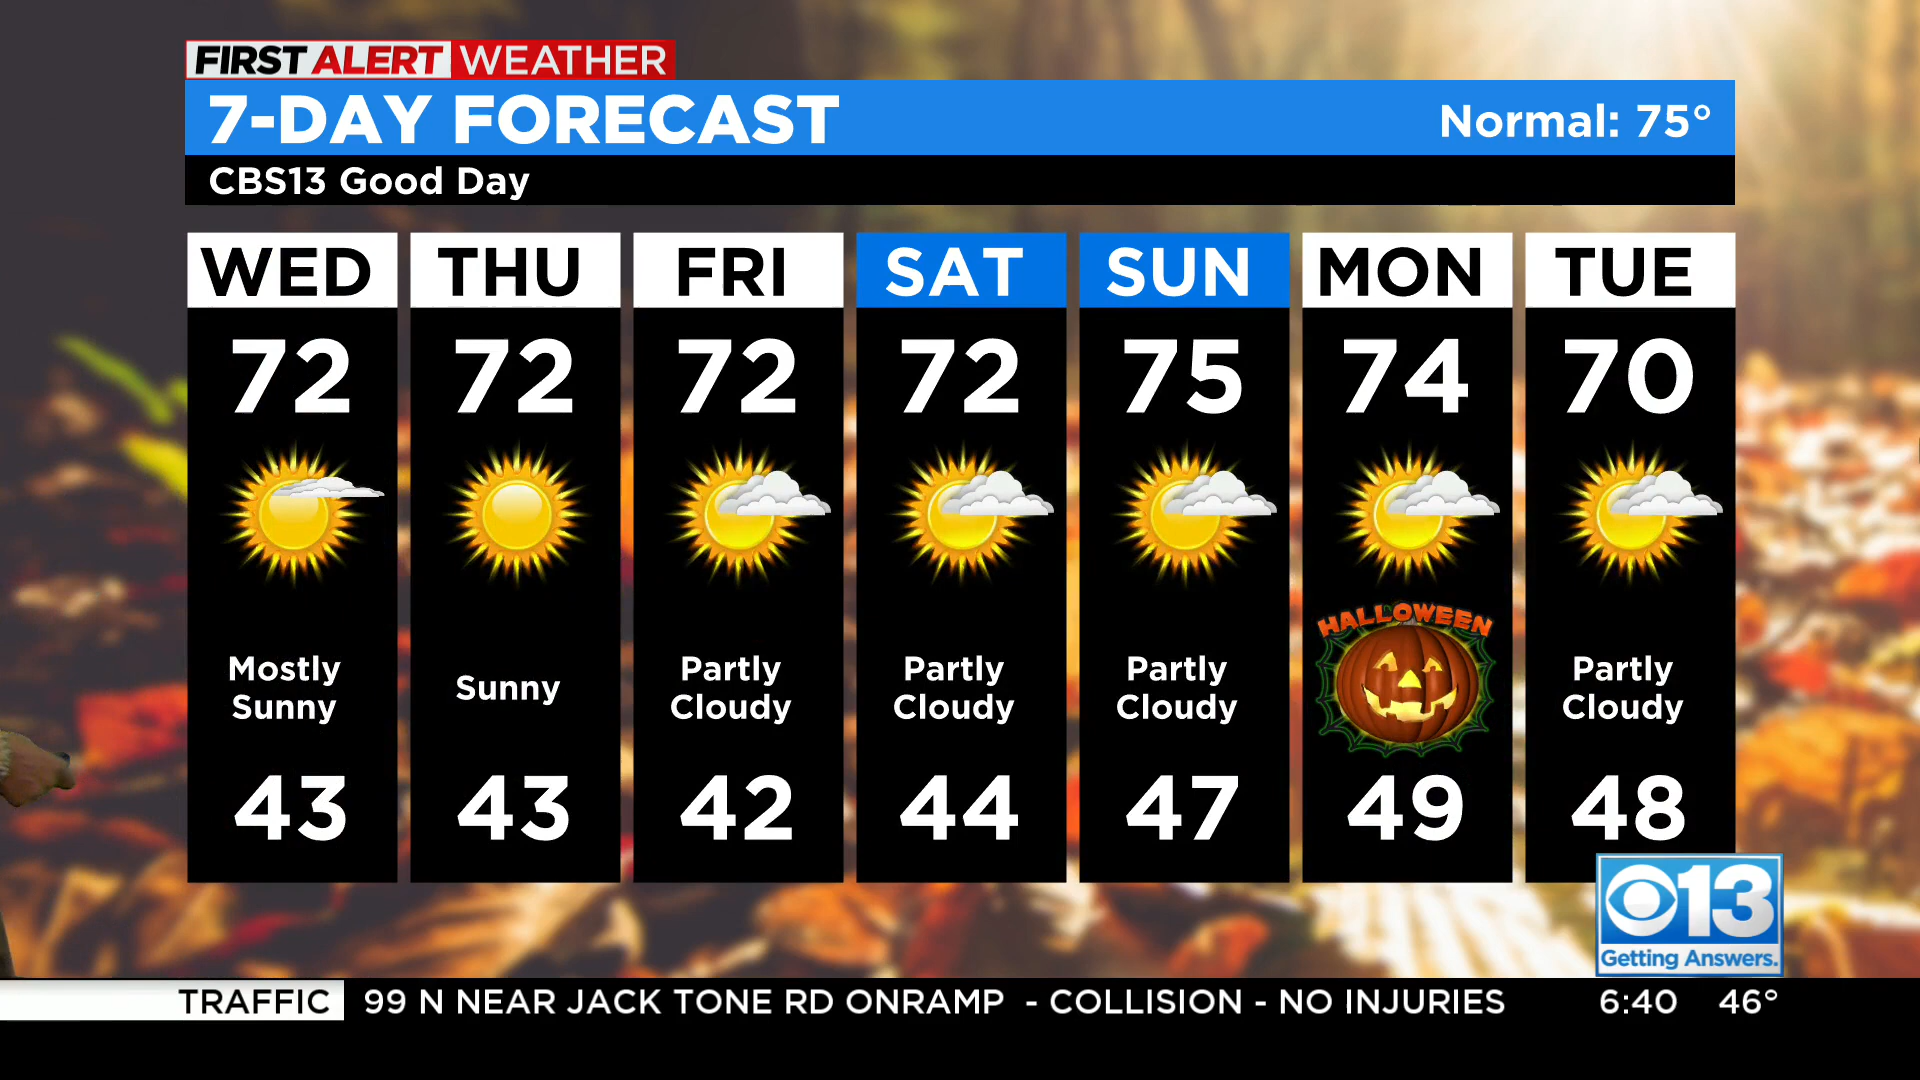 FIRST ALERT WEATHER
7-DAY FORECAST
Normal: 75°
CBS13 Good Day
WED THU FRI SAT SUN MON TUE
72 72 72 72 75 74 70
HALLOWEEN
Mostly Sunny
Sunny
Partly Cloudy
Partly Cloudy
Partly Cloudy
Partly Cloudy
43 43 42 44 47 49 48
13
Getting Answers.
TRAFFIC 99 N NEAR JACK TONE RD ONRAMP - COLLISION - NO INJURIES 6:40 46°